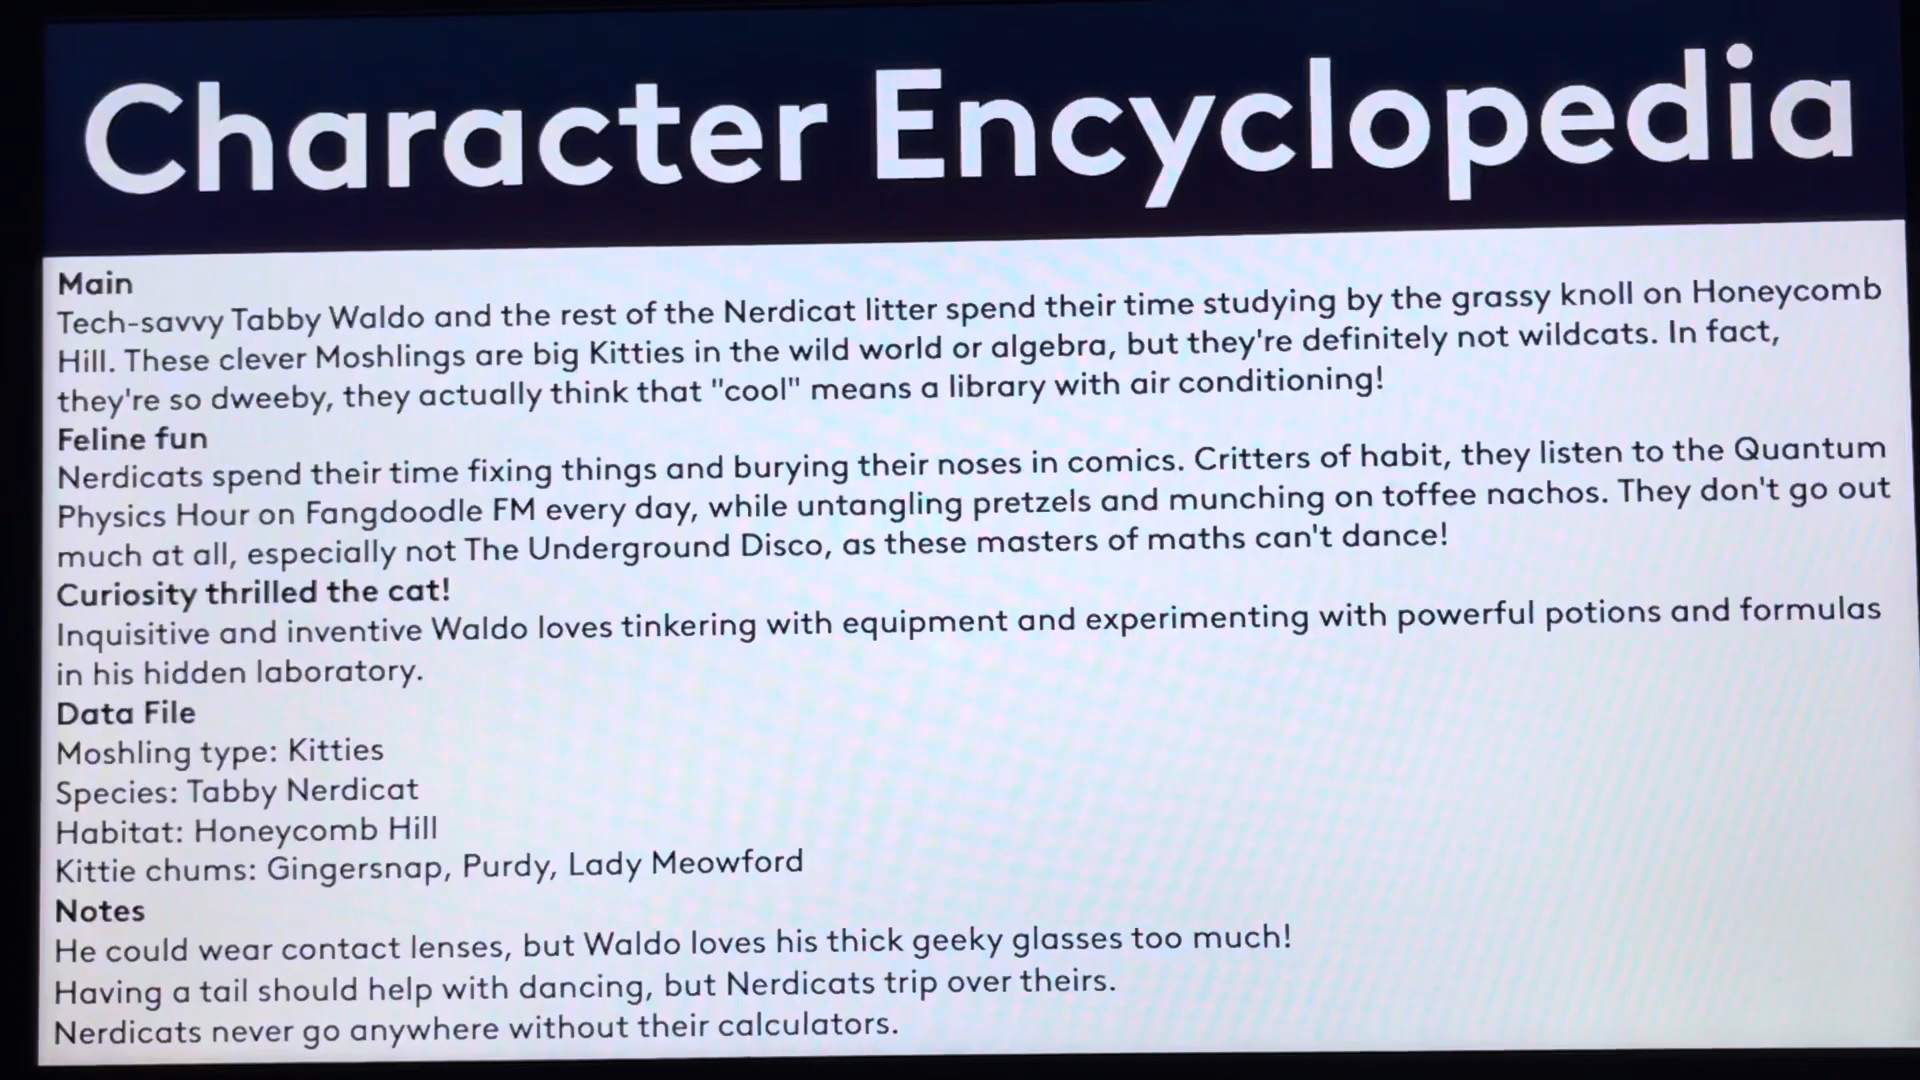 Character Encyclopedia
Main
Tech-savvy Tabby Waldo and the rest of the Nerdicat litter spend their time studying by the grassy knoll on Honeycomb
Hill. These clever Moshlings are big Kitties in the wild world or algebra, but they're definitely not wildcats. In fact,
they're so dweeby, they actually think that "cool" means a library with air conditioning!
Feline fun
Nerdicats spend their time fixing things and burying their noses in comics. Critters of habit, they listen to the Quantum
Physics Hour on Fangdoodle FM every day, while untangling pretzels and munching on toffee nachos. They don't go out
much at all, especially not The Underground Disco, as these masters of maths can't dance!
Curiosity thrilled the cat!
Inquisitive and inventive Waldo loves tinkering with equipment and experimenting with powerful potions and formulas
in his hidden laboratory.
Data File
Moshling type: Kitties
Species: Tabby Nerdicat
Habitat: Honeycomb Hill
Kittie chums: Gingersnap, Purdy, Lady Meowford
Notes
He could wear contact lenses, but Waldo loves his thick geeky glasses too much!
Having a tail should help with dancing, but Nerdicats trip over theirs.
Nerdicats never go anywhere without their calculators.